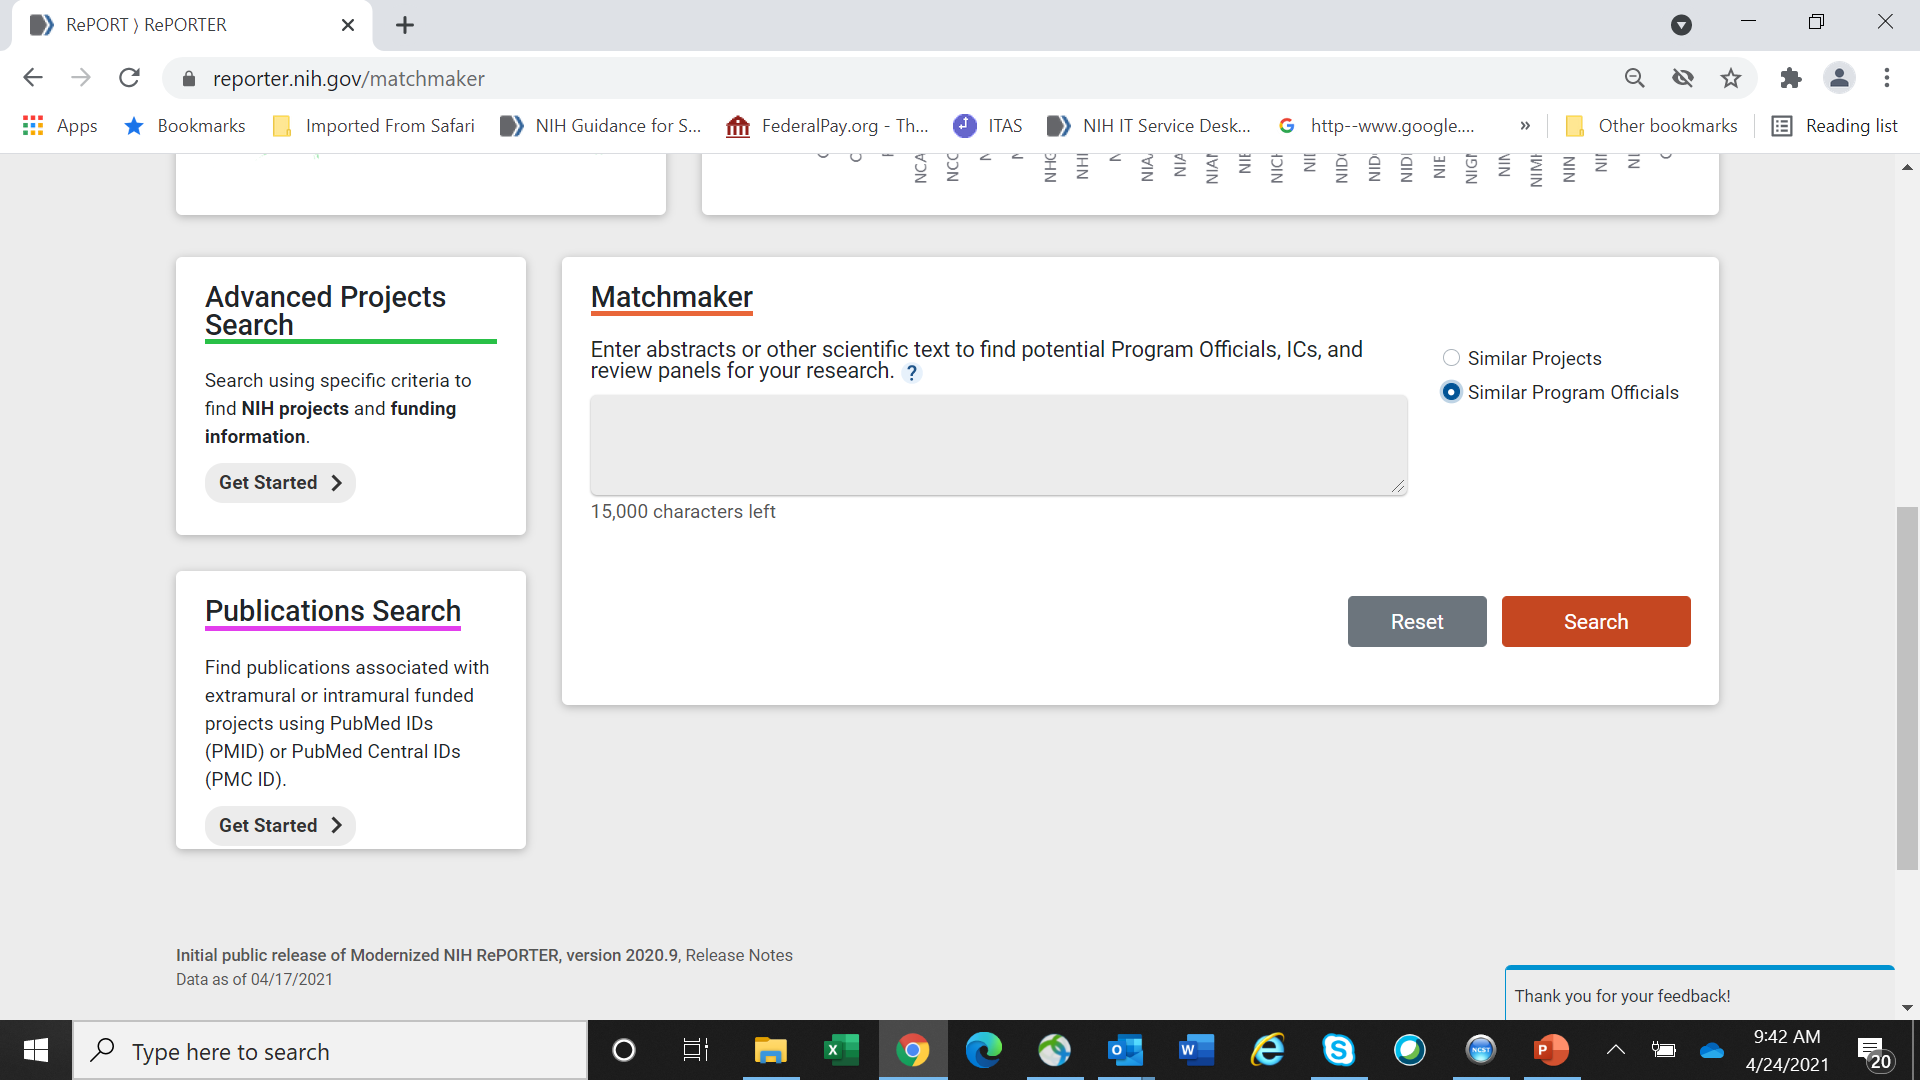 RePORT ⟩ RePORTER
reporter.nih.gov/matchmaker
Apps
Bookmarks
Imported From Safari
NIH Guidance for S...
FederalPay.org - Th...
ITAS
NIH IT Service Desk...
http--www.google....
»
Other bookmarks
Reading list
Advanced Projects
Search
Search using specific criteria to
find NIH projects and funding
information.
Get Started
Publications Search
Find publications associated with
extramural or intramural funded
projects using PubMed IDs
(PMID) or PubMed Central IDs
(PMC ID).
Get Started
Matchmaker
Enter abstracts or other scientific text to find potential Program Officials, ICs, and
review panels for your research. ?
15,000 characters left
Similar Projects
Similar Program Officials
Reset
Search
Initial public release of Modernized NIH RePORTER, version 2020.9, Release Notes
Data as of 04/17/2021
Thank you for your feedback!
Type here to search
9:42 AM
4/24/2021
20